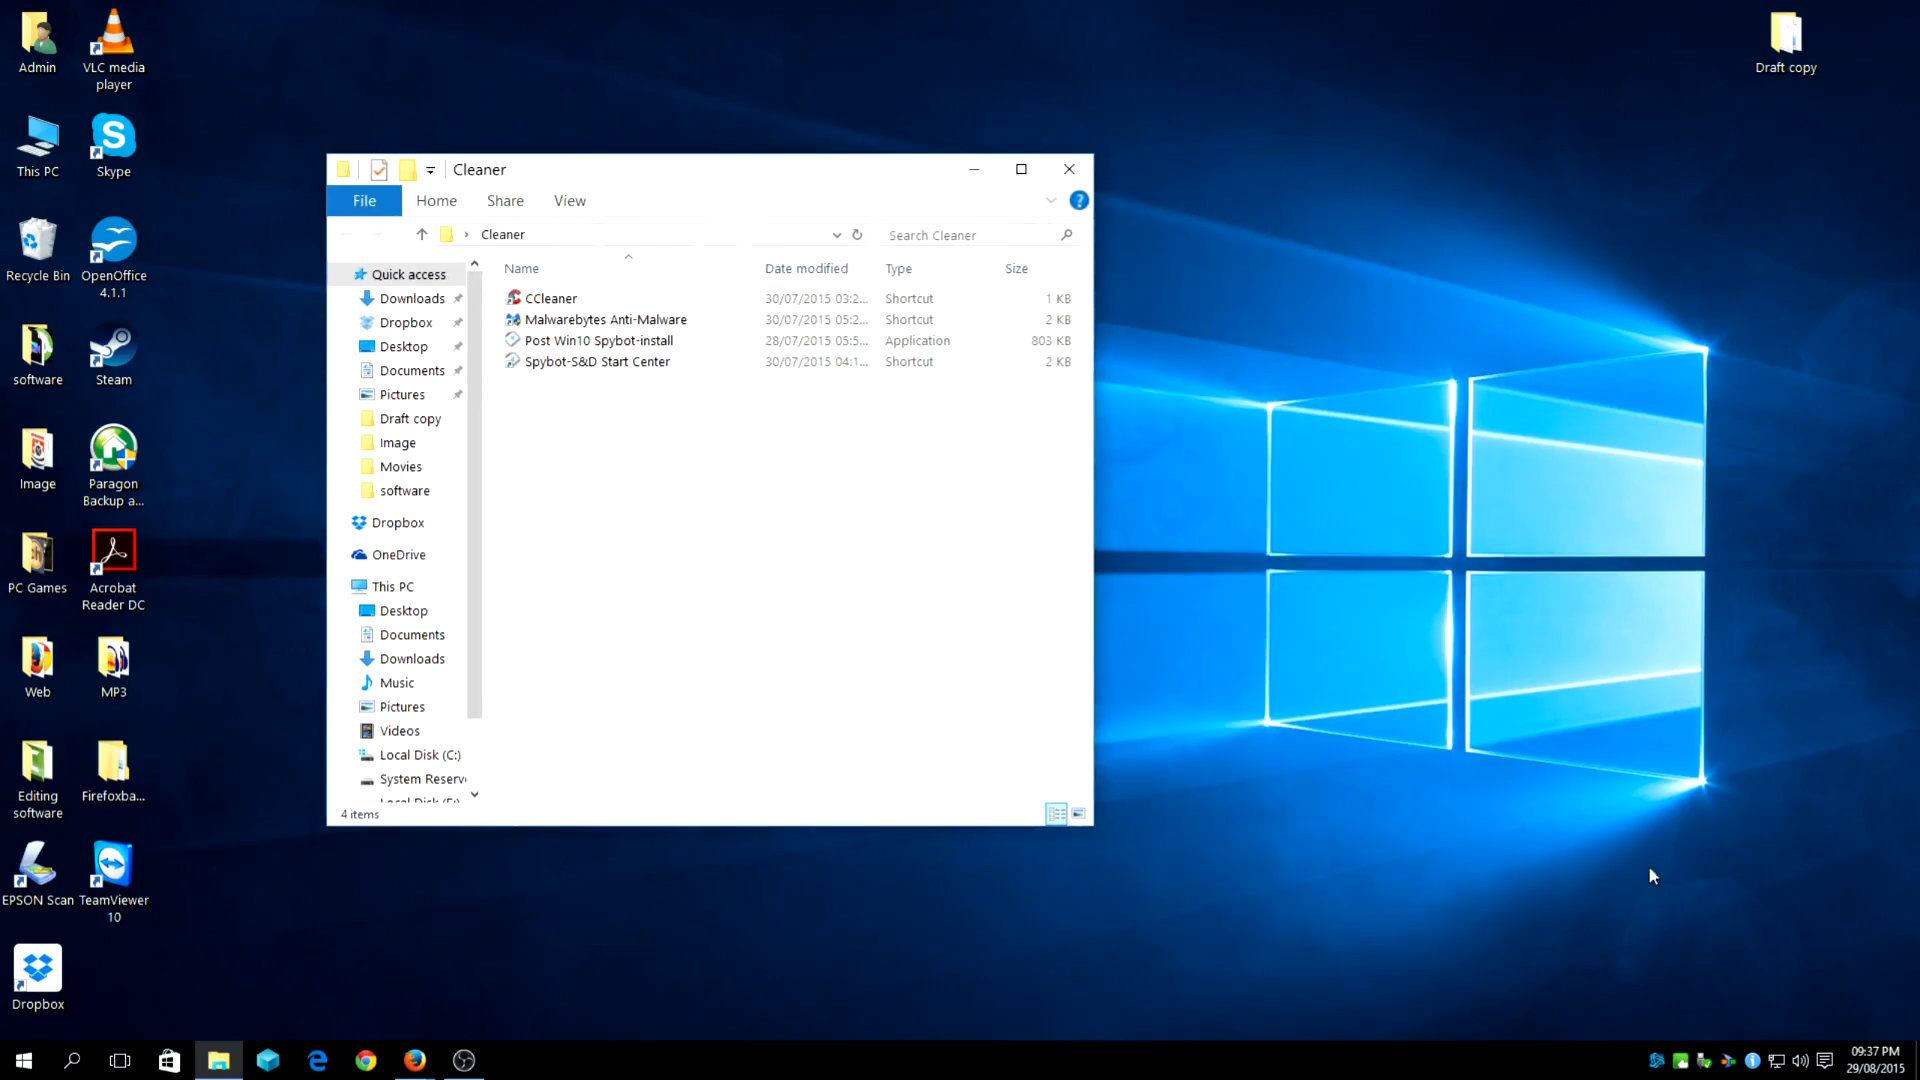 Admin
VLC media
player
This PC
Skype
Recycle Bin
OpenOffice
4.1.1
software
Steam
Image
Paragon
Backup a...
PC Games
Acrobat
Reader DC
Web
MP3
Editing
software
Firefoxba...
EPSON Scan
TeamViewer
10
Dropbox
Draft copy
Cleaner
File Home Share View
Cleaner
Search Cleaner
Quick access
Downloads
Dropbox
Desktop
Documents
Pictures
Draft copy
Image
Movies
software
Dropbox
OneDrive
This PC
Desktop
Documents
Downloads
Music
Pictures
Videos
Local Disk (C:)
System Reserv
Local Disk (F:)
Name Date modified Type Size
CCleaner 30/07/2015 03:2... Shortcut 1 KB
Malwarebytes Anti-Malware 30/07/2015 05:2... Shortcut 2 KB
Post Win10 Spybot-install 28/07/2015 05:5... Application 803 KB
Spybot-S&D Start Center 30/07/2015 04:1... Shortcut 2 KB
4 items
09:37 PM
29/08/2015